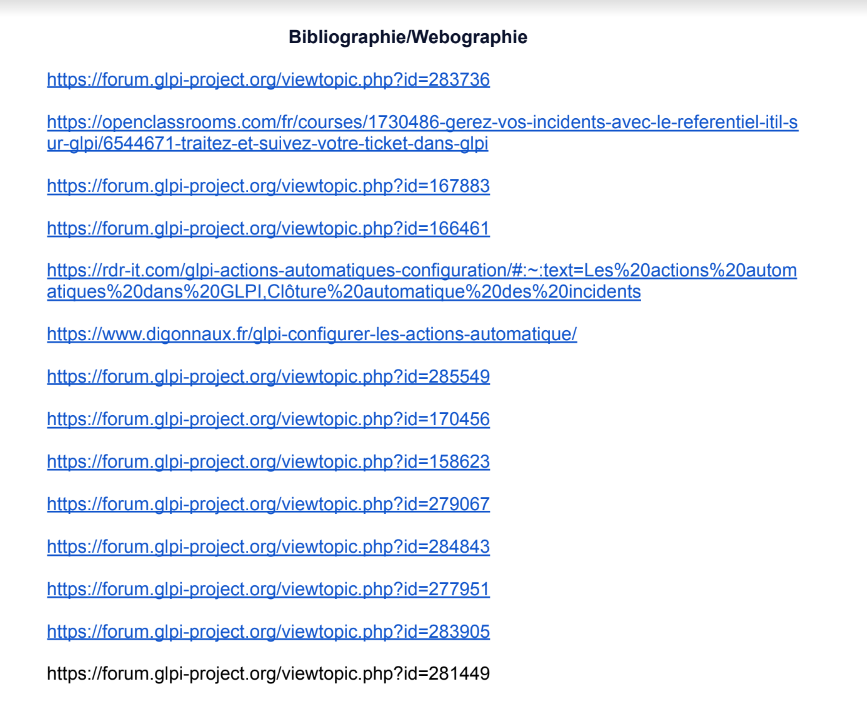 Bibliographie/Webographie
https://forum.glpi-project.org/viewtopic.php?id=283736
https://openclassrooms.com/fr/courses/1730486-gerez-vos-incidents-avec-le-referentiel-itil-s
ur-glpi/6544671-traitez-et-suivez-votre-ticket-dans-glpi
https://forum.glpi-project.org/viewtopic.php?id=167883
https://forum.glpi-project.org/viewtopic.php?id=166461
https://rdr-it.com/glpi-actions-automatiques-configuration/#:~:text=Les%20actions%20autom
atiques%20dans%20GLPI,Clôture%20automatique%20des%20incidents
https://www.digonnaux.fr/glpi-configurer-les-actions-automatique/
https://forum.glpi-project.org/viewtopic.php?id=285549
https://forum.glpi-project.org/viewtopic.php?id=170456
https://forum.glpi-project.org/viewtopic.php?id=158623
https://forum.glpi-project.org/viewtopic.php?id=279067
https://forum.glpi-project.org/viewtopic.php?id=284843
https://forum.glpi-project.org/viewtopic.php?id=277951
https://forum.glpi-project.org/viewtopic.php?id=283905
https://forum.glpi-project.org/viewtopic.php?id=281449